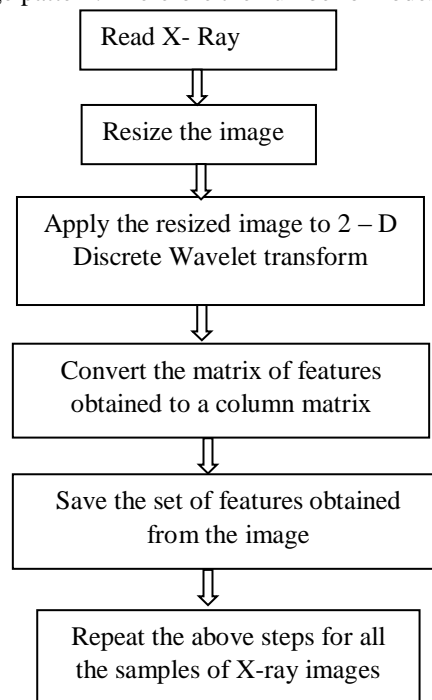 Read X- Ray
Resize the image
Apply the resized image to 2 – D
Discrete Wavelet transform
Convert the matrix of features
obtained to a column matrix
Save the set of features obtained
from the image
Repeat the above steps for all
the samples of X-ray images